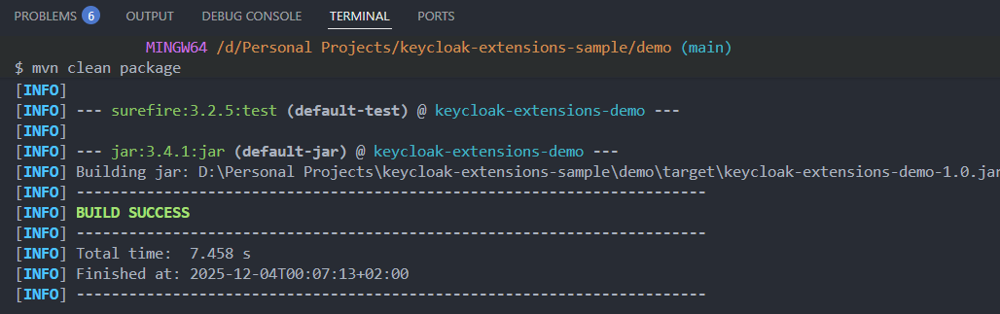 PROBLEMS 6 OUTPUT DEBUG CONSOLE TERMINAL PORTS
MINGW64 /d/Personal Projects/keycloak-extensions-sample/demo (main)
$ mvn clean package
[INFO]
[INFO] --- surefire:3.2.5:test (default-test) @ keycloak-extensions-demo ---
[INFO]
[INFO] --- jar:3.4.1:jar (default-jar) @ keycloak-extensions-demo ---
[INFO] Building jar: D:\Personal Projects\keycloak-extensions-sample\demo\target\keycloak-extensions-demo-1.0.jar
[INFO] ------------------------------------------------------------------------
[INFO] BUILD SUCCESS
[INFO] ------------------------------------------------------------------------
[INFO] Total time:  7.458 s
[INFO] Finished at: 2025-12-04T00:07:13+02:00
[INFO] ------------------------------------------------------------------------